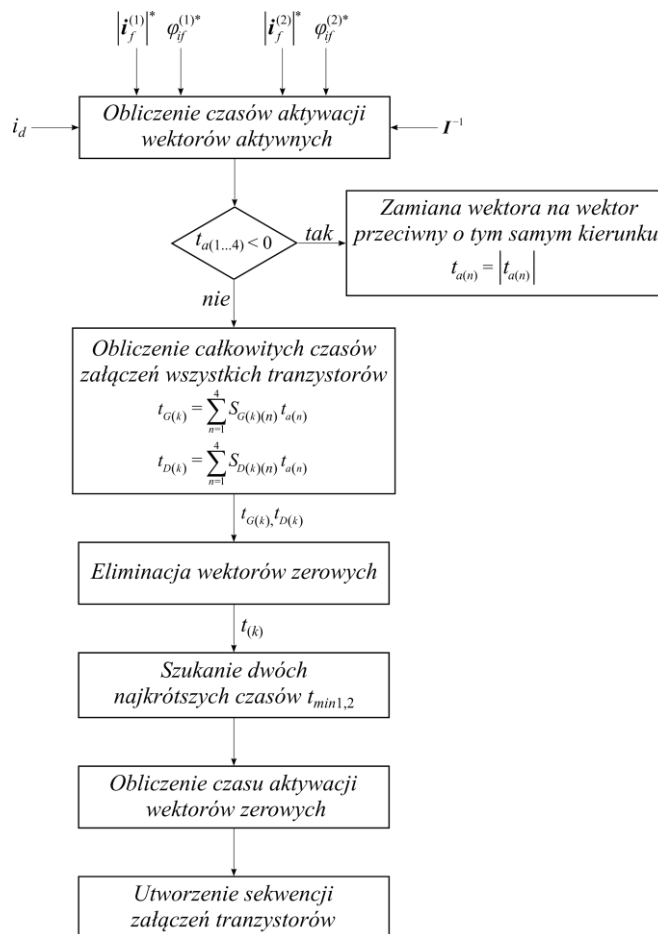 |i_f^(1)|* φ_if^(1)* |i_f^(2)|* φ_if^(2)*
i_d
Obliczenie czasów aktywacji
wektorów aktywnych
I^-1
t_a(1...4) < 0
tak
Zamiana wektora na wektor
przeciwny o tym samym kierunku
t_a(n) = |t_a(n)|
nie
Obliczenie całkowitych czasów
załączeń wszystkich tranzystorów
t_G(k) = ∑_{n=1}^{4} S_G(k)(n) t_a(n)
t_D(k) = ∑_{n=1}^{4} S_D(k)(n) t_a(n)
t_G(k), t_D(k)
Eliminacja wektorów zerowych
t_(k)
Szukanie dwóch
najkrótszych czasów t_min1,2
Obliczenie czasu aktywacji
wektorów zerowych
Utworzenie sekwencji
załączeń tranzystorów